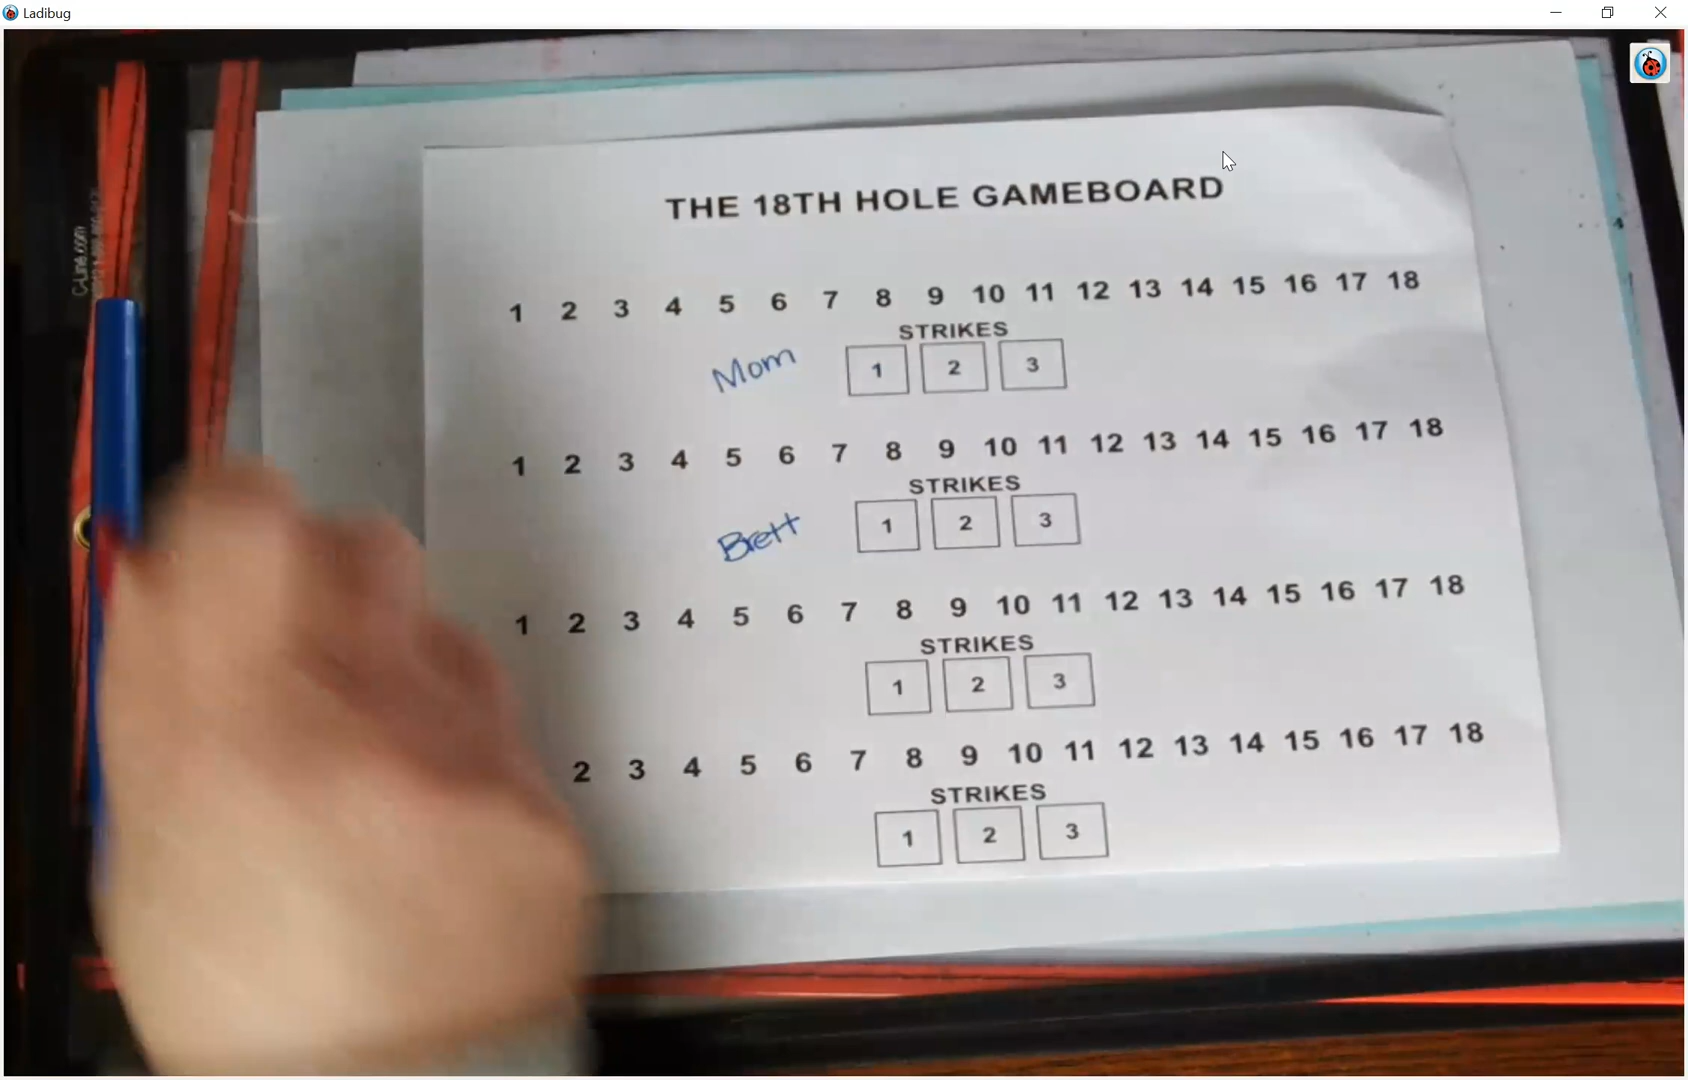 Ladibug
C-Line.com
THE 18TH HOLE GAMEBOARD
1 2 3 4 5 6 7 8 9 10 11 12 13 14 15 16 17 18
STRIKES
Mom 1 2 3
1 2 3 4 5 6 7 8 9 10 11 12 13 14 15 16 17 18
STRIKES
Brett 1 2 3
1 2 3 4 5 6 7 8 9 10 11 12 13 14 15 16 17 18
STRIKES
1 2 3
2 3 4 5 6 7 8 9 10 11 12 13 14 15 16 17 18
STRIKES
1 2 3